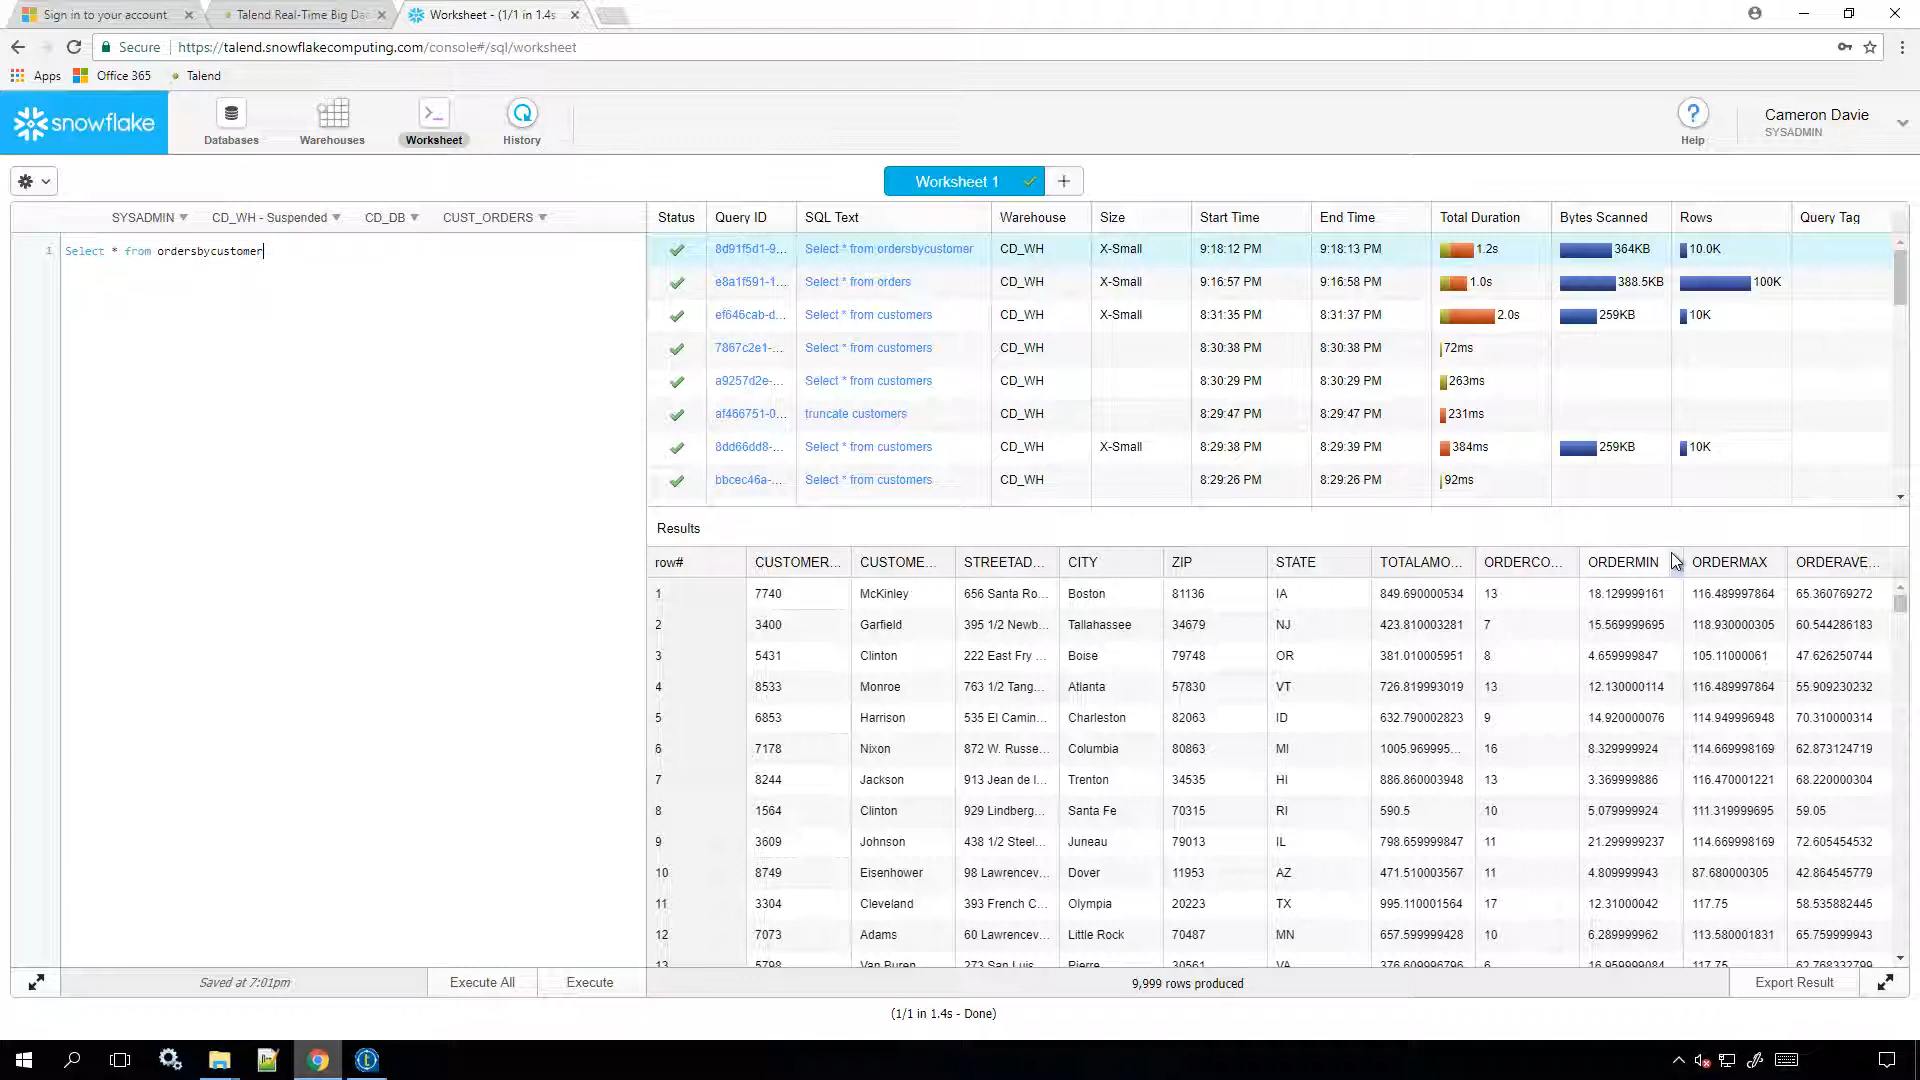 Sign in to your account
Talend Real-Time Big Da
Worksheet - (1/1 in 1.4s
Secure
https://talend.snowflakecomputing.com/console#/sql/worksheet
Apps
Office 365
Talend
snowflake
Databases
Warehouses
Worksheet
History
Help
Cameron Davie
SYSADMIN
Worksheet 1
SYSADMIN CD_WH - Suspended CD_DB CUST_ORDERS
1 Select * from ordersbycustomer
Status Query ID SQL Text Warehouse Size Start Time End Time Total Duration Bytes Scanned Rows Query Tag
8d91f5d1-9... Select * from ordersbycustomer CD_WH X-Small 9:18:12 PM 9:18:13 PM 1.2s 364KB 10.0K
e8a1f591-1... Select * from orders CD_WH X-Small 9:16:57 PM 9:16:58 PM 1.0s 388.5KB 100K
ef646cab-d... Select * from customers CD_WH X-Small 8:31:35 PM 8:31:37 PM 2.0s 259KB 10K
7867c2e1-... Select * from customers CD_WH 8:30:38 PM 8:30:38 PM 72ms
a9257d2e-... Select * from customers CD_WH 8:30:29 PM 8:30:29 PM 263ms
af466751-0... truncate customers CD_WH 8:29:47 PM 8:29:47 PM 231ms
8dd66dd8-... Select * from customers CD_WH X-Small 8:29:38 PM 8:29:39 PM 384ms 259KB 10K
bbcec46a-... Select * from customers CD_WH 8:29:26 PM 8:29:26 PM 92ms
Results
row# CUSTOMER... CUSTOME... STREETAD... CITY ZIP STATE TOTALAMO... ORDERCO... ORDERMIN ORDERMAX ORDERAVE...
1 7740 McKinley 656 Santa Ro... Boston 81136 IA 849.690000534 13 18.129999161 116.489997864 65.360769272
2 3400 Garfield 395 1/2 Newb... Tallahassee 34679 NJ 423.810003281 7 15.569999695 118.930000305 60.544286183
3 5431 Clinton 222 East Fry ... Boise 79748 OR 381.010005951 8 4.659999847 105.11000061 47.626250744
4 8533 Monroe 763 1/2 Tang... Atlanta 57830 VT 726.819993019 13 12.130000114 116.489997864 55.909230232
5 6853 Harrison 535 El Camin... Charleston 82063 ID 632.790002823 9 14.920000076 114.949996948 70.310000314
6 7178 Nixon 872 W. Russe... Columbia 80863 MI 1005.969995... 16 8.329999924 114.669998169 62.873124719
7 8244 Jackson 913 Jean de l... Trenton 34535 HI 886.860003948 13 3.369999886 116.470001221 68.220000304
8 1564 Clinton 929 Lindberg... Santa Fe 70315 RI 590.5 10 5.079999924 111.319999695 59.05
9 3609 Johnson 438 1/2 Steel... Juneau 79013 IL 798.659999847 11 21.299999237 114.669998169 72.605454532
10 8749 Eisenhower 98 Lawrencev... Dover 11953 AZ 471.510003567 11 4.809999943 87.680000305 42.864545779
11 3304 Cleveland 393 French C... Olympia 20223 TX 995.110001564 17 12.31000042 117.75 58.535882445
12 7073 Adams 60 Lawrencev... Little Rock 70487 MN 657.599999428 10 6.289999962 113.580001831 65.759999943
13 5798 Van Buren 273 San Luis Pierre 30561 VA 376.609996796 6 16.959999084 117.75 62.768332799
Saved at 7:01pm
Execute All
Execute
9,999 rows produced
Export Result
(1/1 in 1.4s - Done)